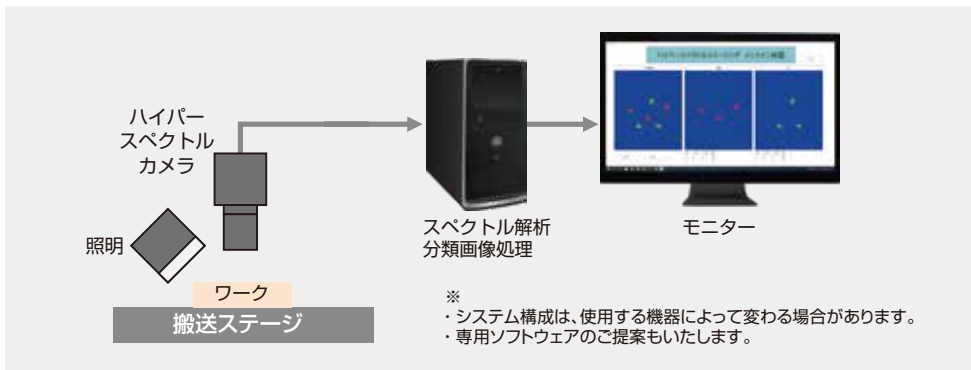 ハイパー
スペクトル
カメラ
照明
ワーク
搬送ステージ
スペクトル解析
分類画像処理
モニター
※
・システム構成は、使用する機器によって変わる場合があります。
・専用ソフトウェアのご提案もいたします。